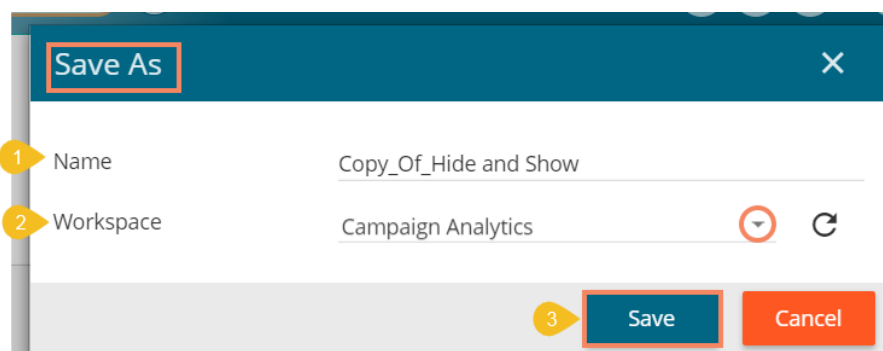 Save As
1 Name Copy_Of_Hide and Show
2 Workspace Campaign Analytics
3 Save Cancel